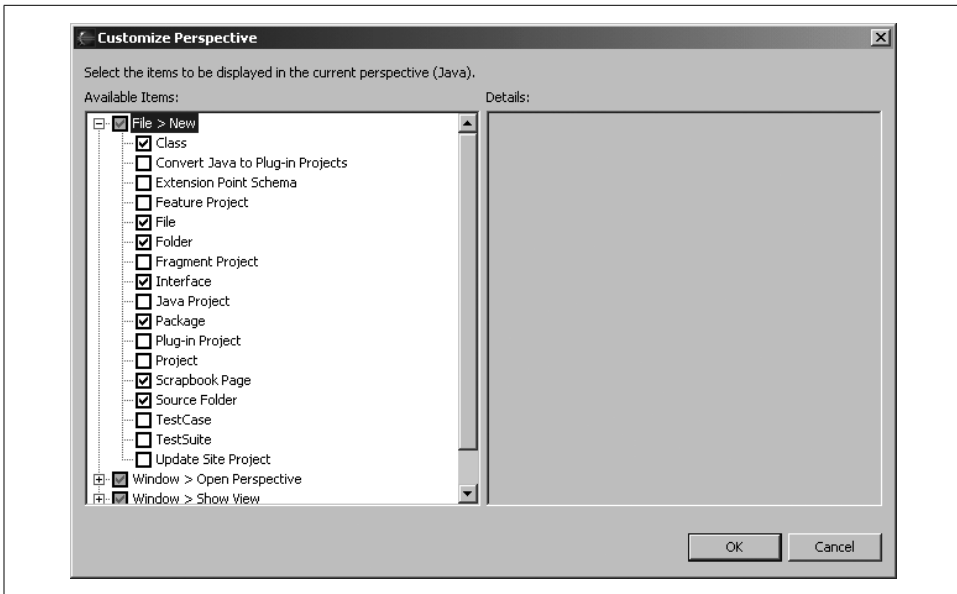 Customize Perspective
Select the items to be displayed in the current perspective (Java).
Available Items:
Details:
File > New
Class
Convert Java to Plug-in Projects
Extension Point Schema
Feature Project
File
Folder
Fragment Project
Interface
Java Project
Package
Plug-in Project
Project
Scrapbook Page
Source Folder
TestCase
TestSuite
Update Site Project
Window > Open Perspective
Window > Show View
OK
Cancel